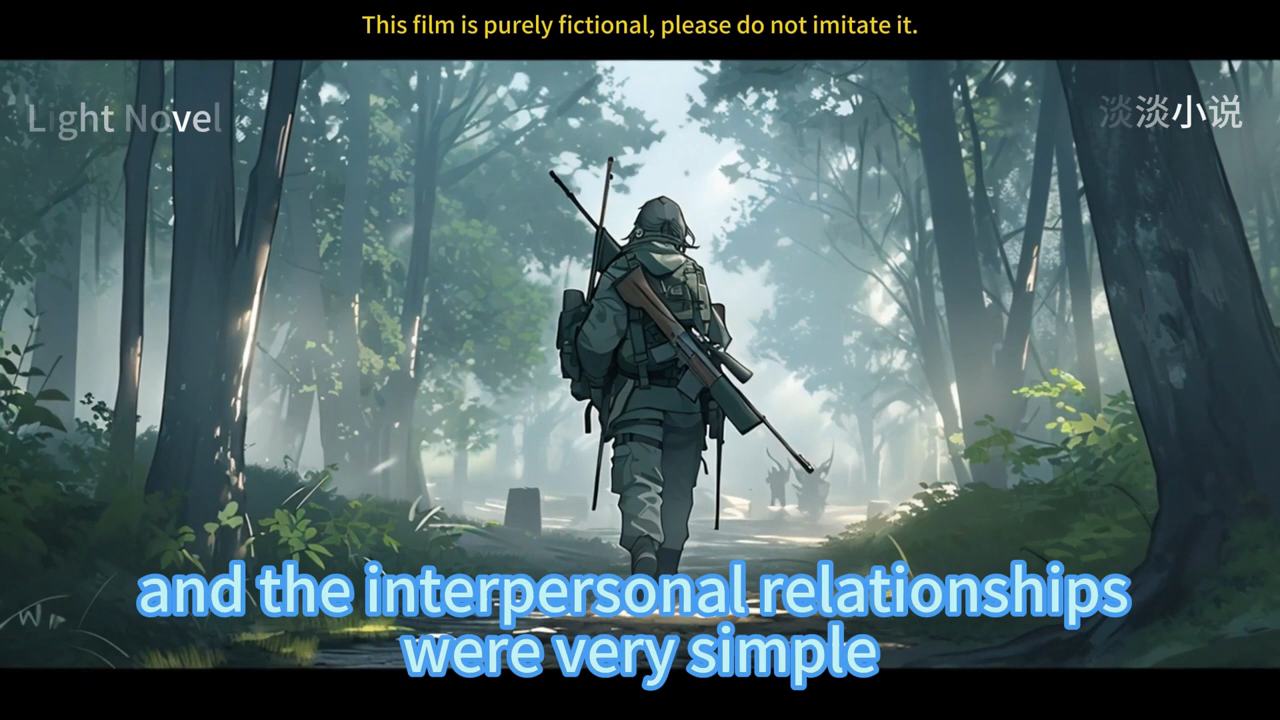 This film is purely fictional, please do not imitate it.
Light Novel
淡淡小说
and the interpersonal relationships
were very simple